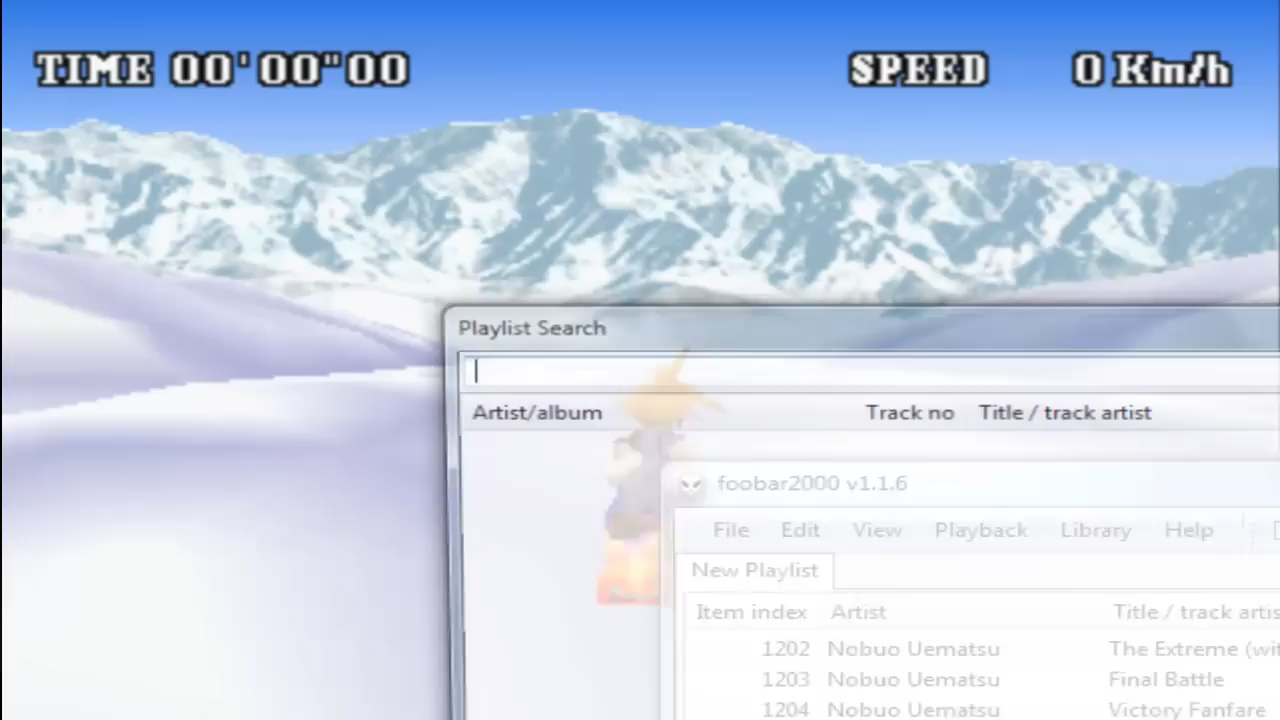 TIME 00'00"00 SPEED 0 Km/h
Playlist Search
Artist/album Track no Title / track artist
foobar2000 v1.1.6
File Edit View Playback Library Help
New Playlist
Item index Artist Title / track artis
1202 Nobuo Uematsu The Extreme (wit
1203 Nobuo Uematsu Final Battle
1204 Nobuo Uematsu Victory Fanfare